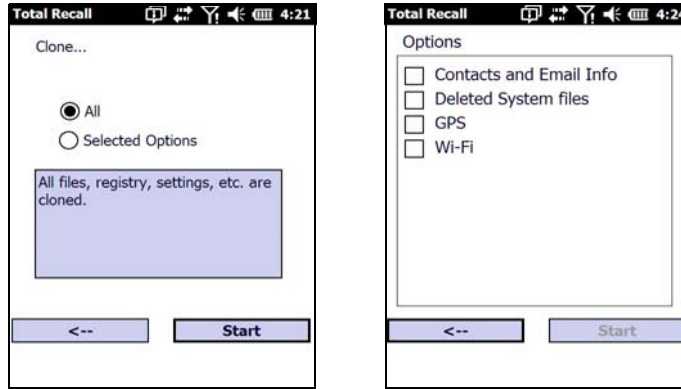 Total Recall 4:21
Clone...
All
Selected Options
All files, registry, settings, etc. are
cloned.
<-- Start
Total Recall 4:24
Options
Contacts and Email Info
Deleted System files
GPS
Wi-Fi
<-- Start